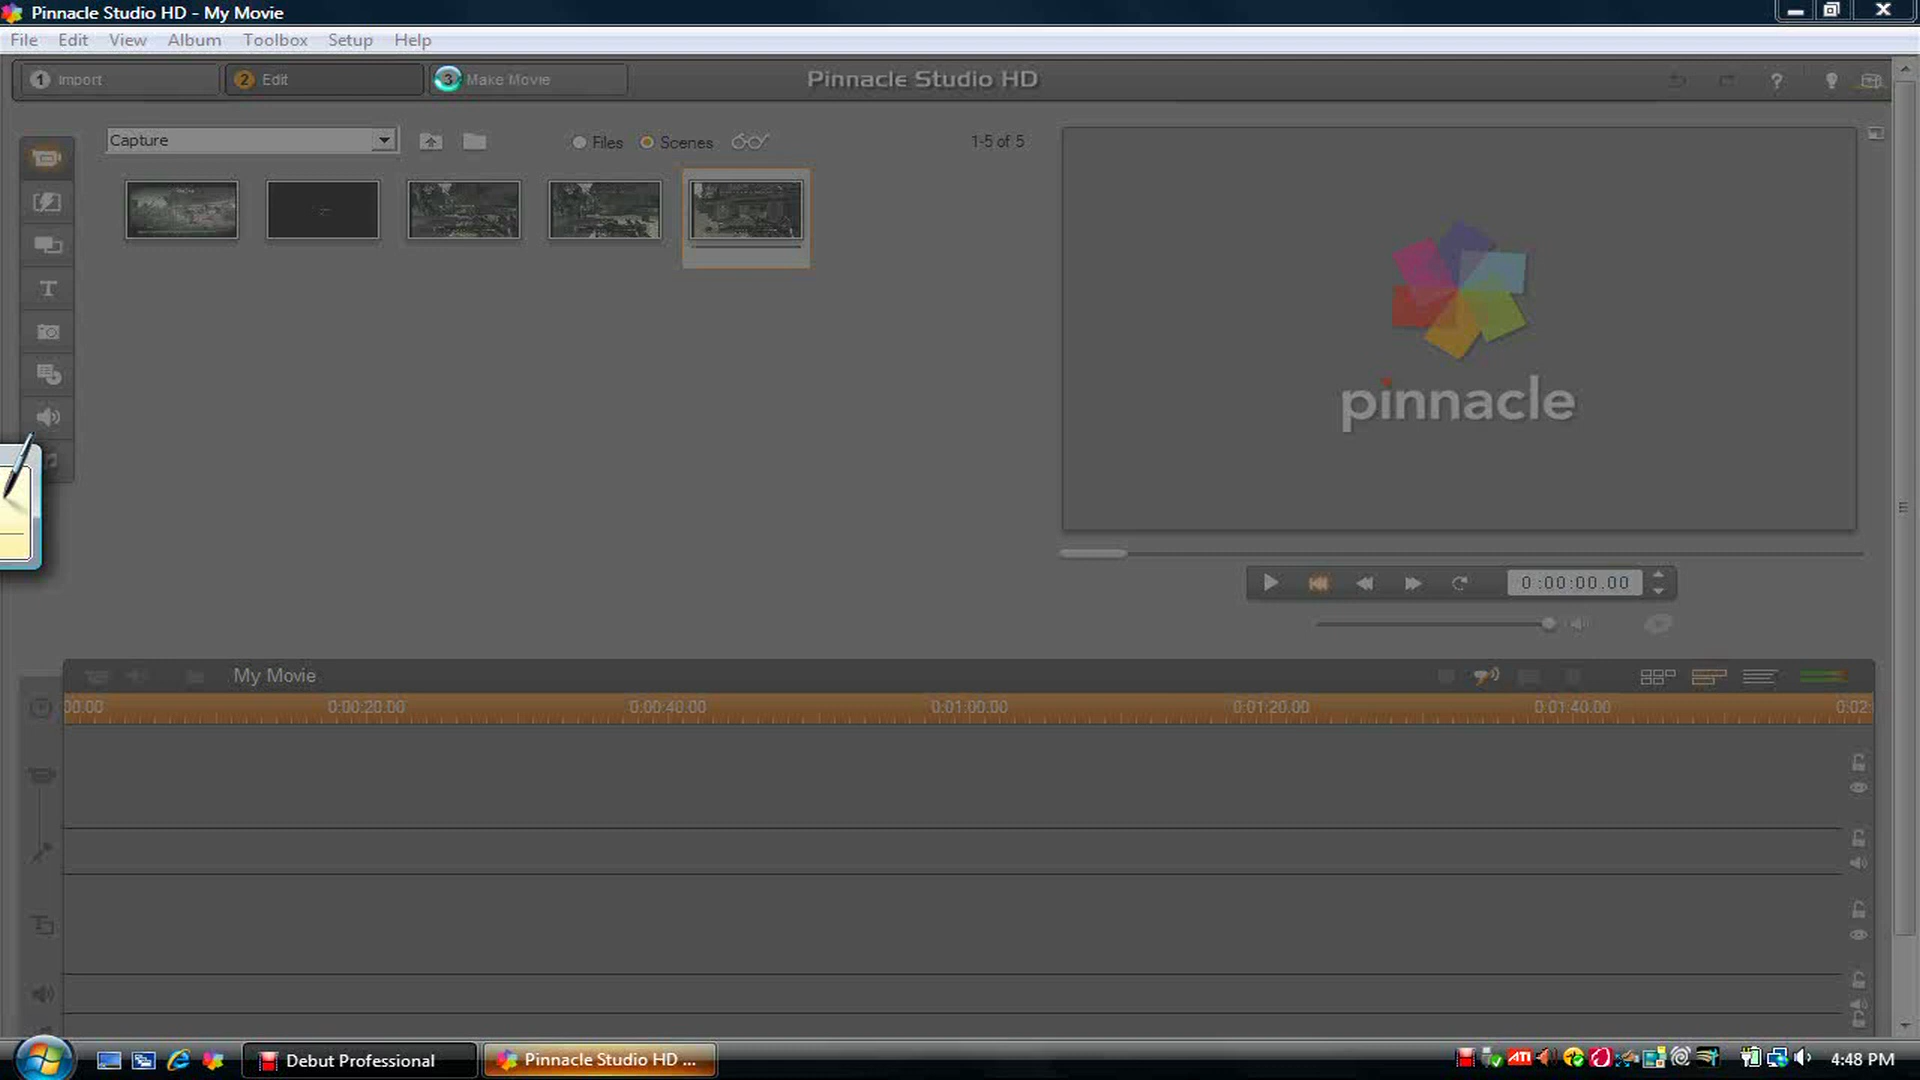 Pinnacle Studio HD - My Movie
File Edit View Album Toolbox Setup Help
1 Import 2 Edit 3 Make Movie Pinnacle Studio HD ?
Capture Files Scenes 1-5 of 5
T
pinnacle
0:00:00.00
My Movie
00.00 0:00:20.00 0:00:40.00 0:01:00.00 0:01:20.00 0:01:40.00 0:02:
Debut Professional Pinnacle Studio HD ... ATI 4:48 PM